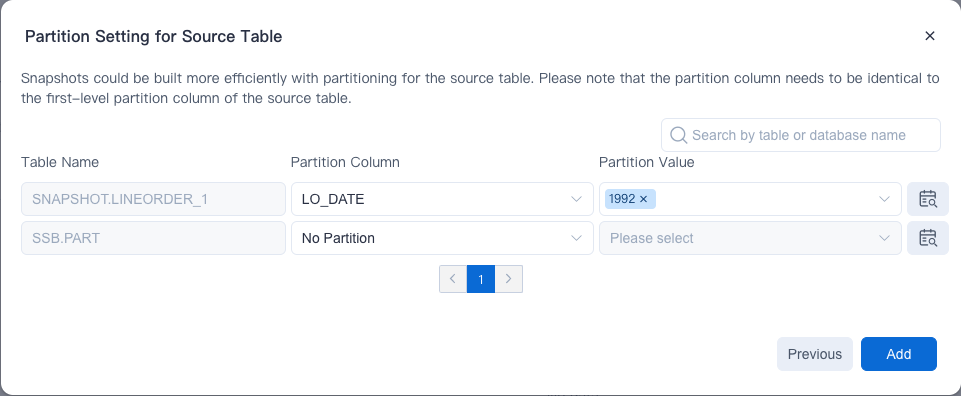 Partition Setting for Source Table
Snapshots could be built more efficiently with partitioning for the source table. Please note that the partition column needs to be identical to
the first-level partition column of the source table.
Search by table or database name
Table Name Partition Column Partition Value
SNAPSHOT.LINEORDER_1 LO_DATE 1992 ×
SSB.PART No Partition Please select
1
Previous Add